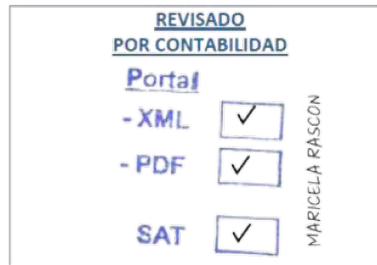 REVISADO
POR CONTABILIDAD
Portal
- XML ✓
- PDF ✓
SAT ✓
MARICELA RASCON